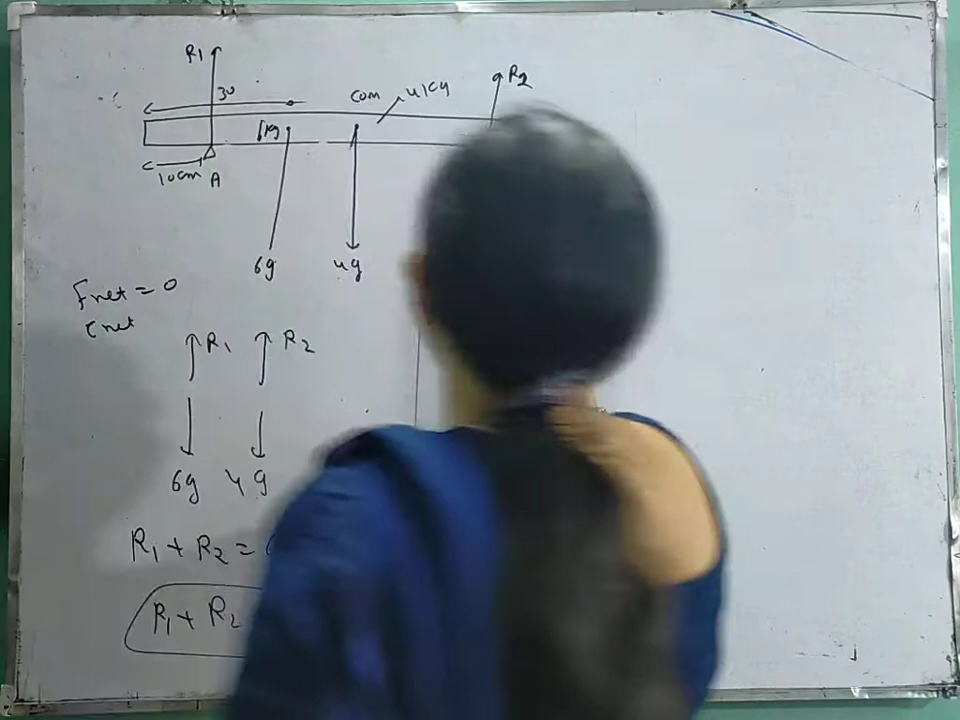 R1
R2
30
com
4kg
6kg
10cm
A
6g
4g
Fnet = 0
τnet
R1
R2
6g
4g
R1 + R2 =
R1 + R2